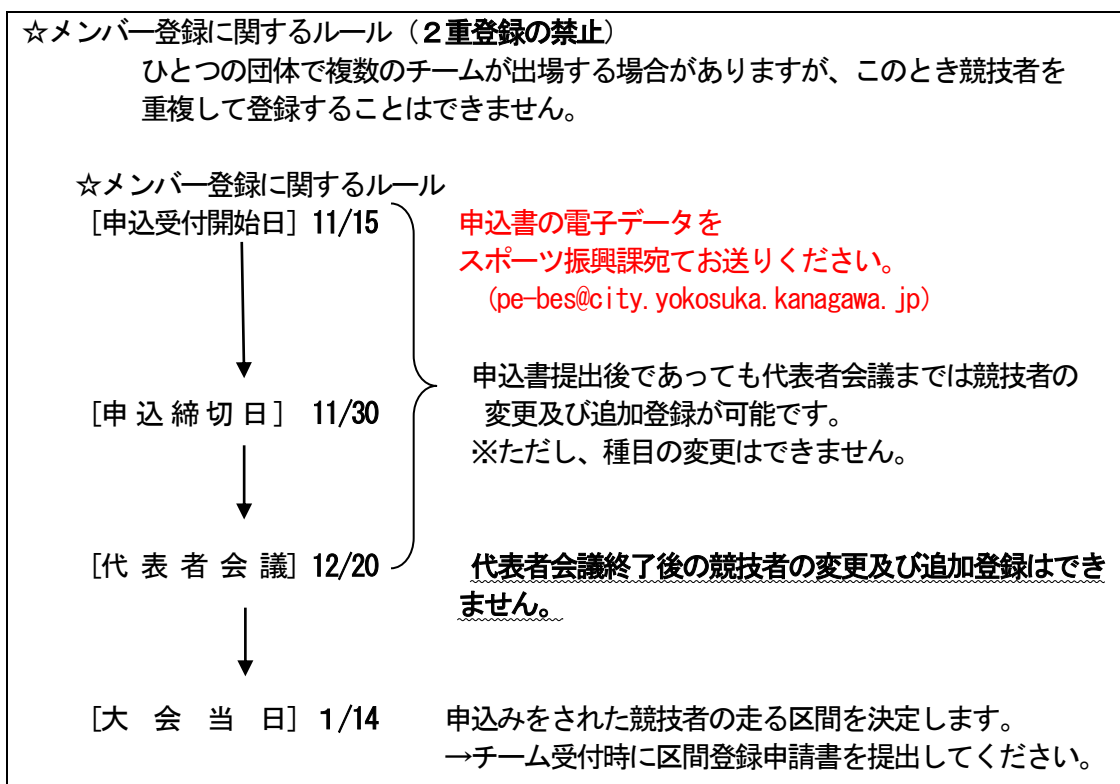 ☆メンバー登録に関するルール（２重登録の禁止）
ひとつの団体で複数のチームが出場する場合がありますが、このとき競技者を
重複して登録することはできません。
☆メンバー登録に関するルール
［申込受付開始日］ 11/15
申込書の電子データを
スポーツ振興課宛てお送りください。
（pe-bes@city.yokosuka.kanagawa.jp）
申込書提出後であっても代表者会議までは競技者の
変更及び追加登録が可能です。
※ただし、種目の変更はできません。
［申 込 締 切 日］ 11/30
［代 表 者 会 議］ 12/20
代表者会議終了後の競技者の変更及び追加登録はでき
ません。
［大 会 当 日］ １/14
申込みをされた競技者の走る区間を決定します。
→チーム受付時に区間登録申請書を提出してください。